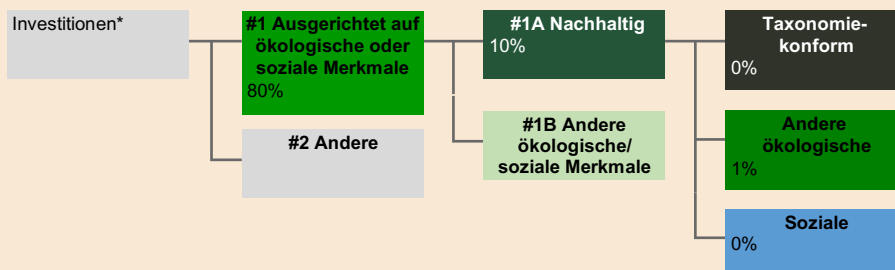 Investitionen*
#1 Ausgerichtet auf
ökologische oder
soziale Merkmale
80%
#2 Andere
#1A Nachhaltig
10%
#1B Andere
ökologische/
soziale Merkmale
Taxonomie-
konform
0%
Andere
ökologische
1%
Soziale
0%